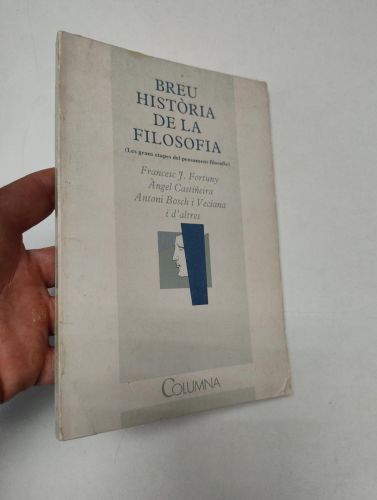 BREU
HISTÒRIA
DE LA
FILOSOFIA
(Les grans etapes del pensament filosòfic)
Francesc J. Fortuny
Àngel Castiñeira
Antoni Bosch i Veciana
i d'altres
COLUMNA